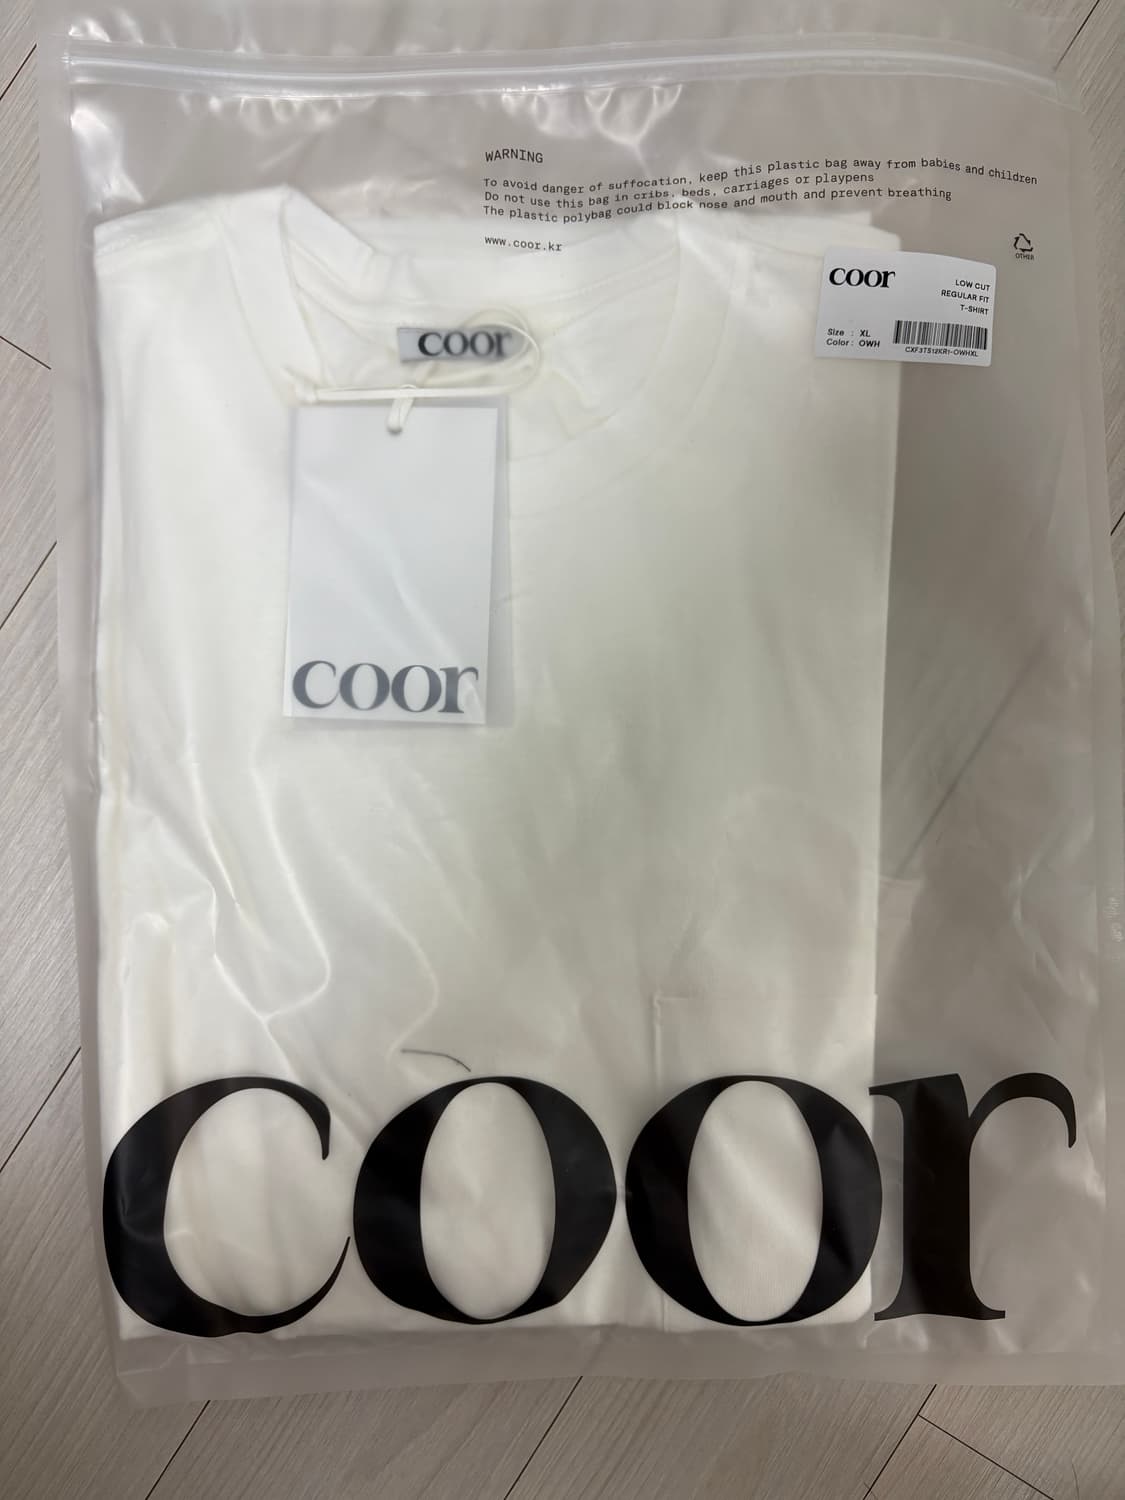 WARNING
To avoid danger of suffocation, keep this plastic bag away from babies and children
Do not use this bag in cribs, beds, carriages or playpens
The plastic polybag could block nose and mouth and prevent breathing
www.coor.kr
OTHER
coor
LOW CUT
REGULAR FIT
T-SHIRT
Size : XL
Color : OWH
CXF3TS12KR1-OWHXL
coor
coor
coor